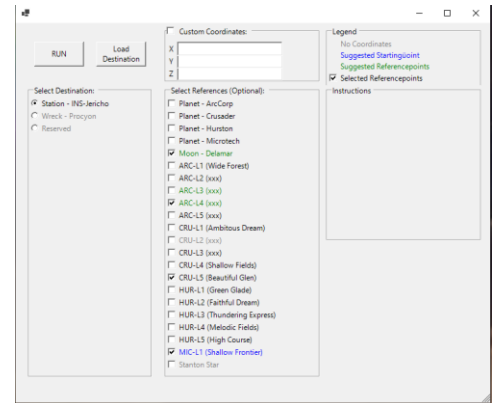 RUN
Load
Destination
Custom Coordinates:
X
Y
Z
Legend
No Coordinates
Suggested Startingüoint
Suggested Referencepoints
Selected Referencepoints
Select Destination:
Station - INS-Jericho
Wreck - Procyon
Reserved
Select References (Optional):
Planet - ArcCorp
Planet - Crusader
Planet - Hurston
Planet - Microtech
Moon - Delamar
ARC-L1 (Wide Forest)
ARC-L2 (xxx)
ARC-L3 (xxx)
ARC-L4 (xxx)
ARC-L5 (xxx)
CRU-L1 (Ambitous Dream)
CRU-L2 (xxx)
CRU-L3 (xxx)
CRU-L4 (Shallow Fields)
CRU-L5 (Beautiful Glen)
HUR-L1 (Green Glade)
HUR-L2 (Faithful Dream)
HUR-L3 (Thundering Express)
HUR-L4 (Melodic Fields)
HUR-L5 (High Course)
MIC-L1 (Shallow Frontier)
Stanton Star
Instructions